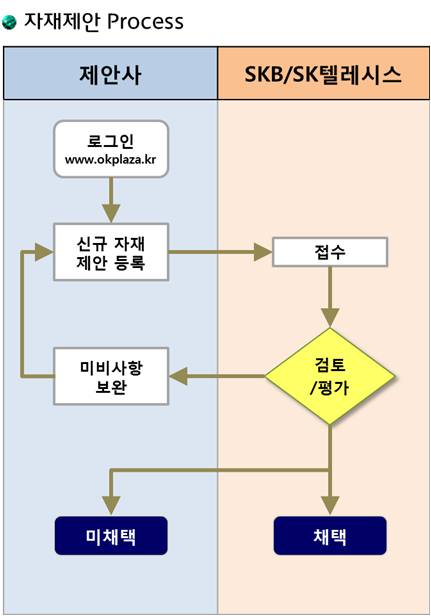 자재제안 Process
제안사
SKB/SK텔레시스
로그인
www.okplaza.kr
신규 자재
제안 등록
접수
미비사항
보완
검토
/평가
미채택
채택